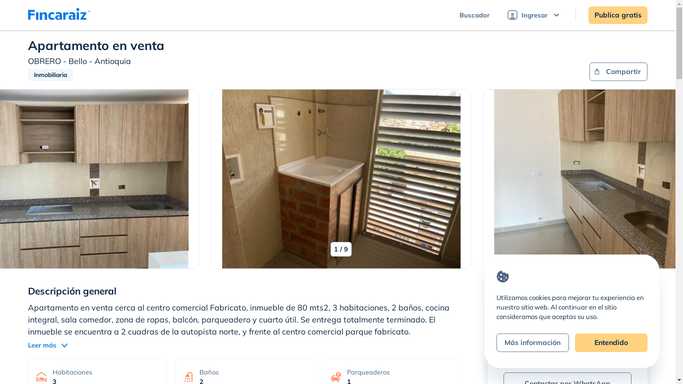 Fincaraiz
Buscador
Ingresar
Publica gratis
Apartamento en venta
OBRERO - Bello - Antioquia
Inmobiliaria
Compartir
1 / 9
Descripción general
Apartamento en venta cerca al centro comercial Fabricato, inmueble de 80 mts2, 3 habitaciones, 2 baños, cocina
integral, sala comedor, zona de ropas, balcón, parqueadero y cuarto útil. Se entrega totalmente terminado. El
inmueble se encuentra a 2 cuadras de la autopista norte, y frente al centro comercial parque fabricato.
Leer más
Habitaciones
3
Baños
2
Parqueaderos
1
Utilizamos cookies para mejorar tu experiencia en
nuestro sitio web. Al continuar en el sitio
consideramos que aceptas su uso.
Más información
Entendido
Contactar por WhatsApp